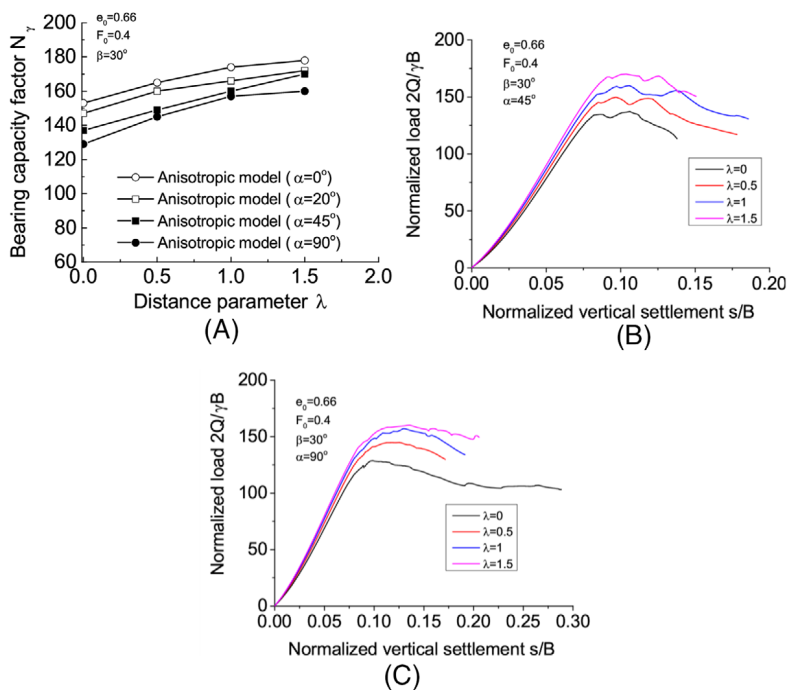 Bearing capacity factor Nγ
200
180
160
140
120
100
80
60
e₀=0.66
F₀=0.4
β=30°
Anisotropic model ( α=0°)
Anisotropic model ( α=20°)
Anisotropic model ( α=45°)
Anisotropic model ( α=90°)
0.0 0.5 1.0 1.5 2.0
Distance parameter λ
(A)
Normalized load 2Q/γB
200
150
100
50
0
e₀=0.66
F₀=0.4
β=30°
α=45°
λ=0
λ=0.5
λ=1
λ=1.5
0.00 0.05 0.10 0.15 0.20
Normalized vertical settlement s/B
(B)
Normalized load 2Q/γB
200
150
100
50
0
e₀=0.66
F₀=0.4
β=30°
α=90°
λ=0
λ=0.5
λ=1
λ=1.5
0.00 0.05 0.10 0.15 0.20 0.25 0.30
Normalized vertical settlement s/B
(C)